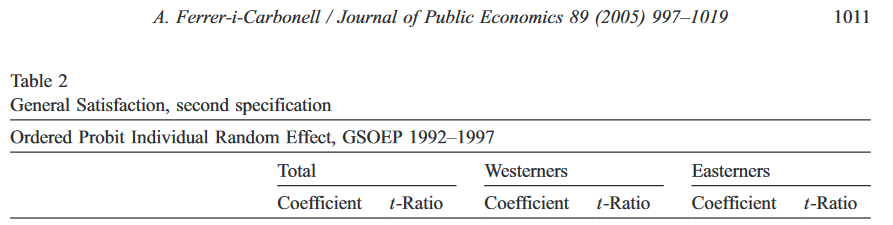 A. Ferrer-i-Carbonell / Journal of Public Economics 89 (2005) 997–1019 1011
Table 2
General Satisfaction, second specification
Ordered Probit Individual Random Effect, GSOEP 1992–1997
Total Westerners Easterners
Coefficient t-Ratio Coefficient t-Ratio Coefficient t-Ratio